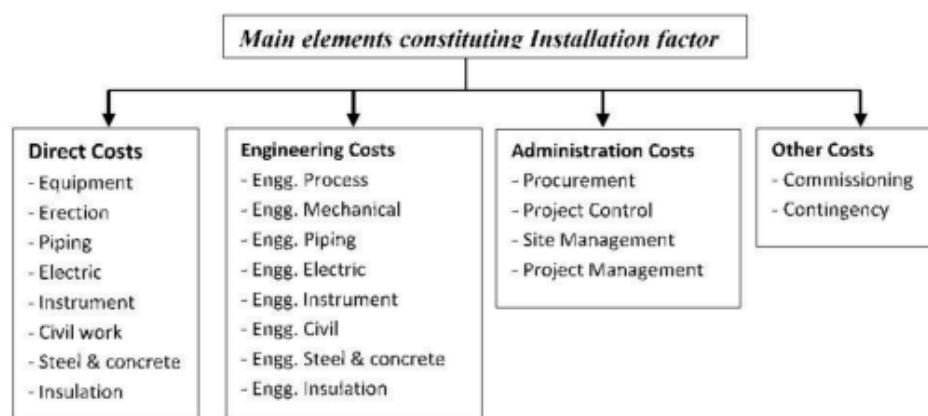 Main elements constituting Installation factor
Direct Costs
- Equipment
- Erection
- Piping
- Electric
- Instrument
- Civil work
- Steel & concrete
- Insulation
Engineering Costs
- Engg. Process
- Engg. Mechanical
- Engg. Piping
- Engg. Electric
- Engg. Instrument
- Engg. Civil
- Engg. Steel & concrete
- Engg. Insulation
Administration Costs
- Procurement
- Project Control
- Site Management
- Project Management
Other Costs
- Commissioning
- Contingency